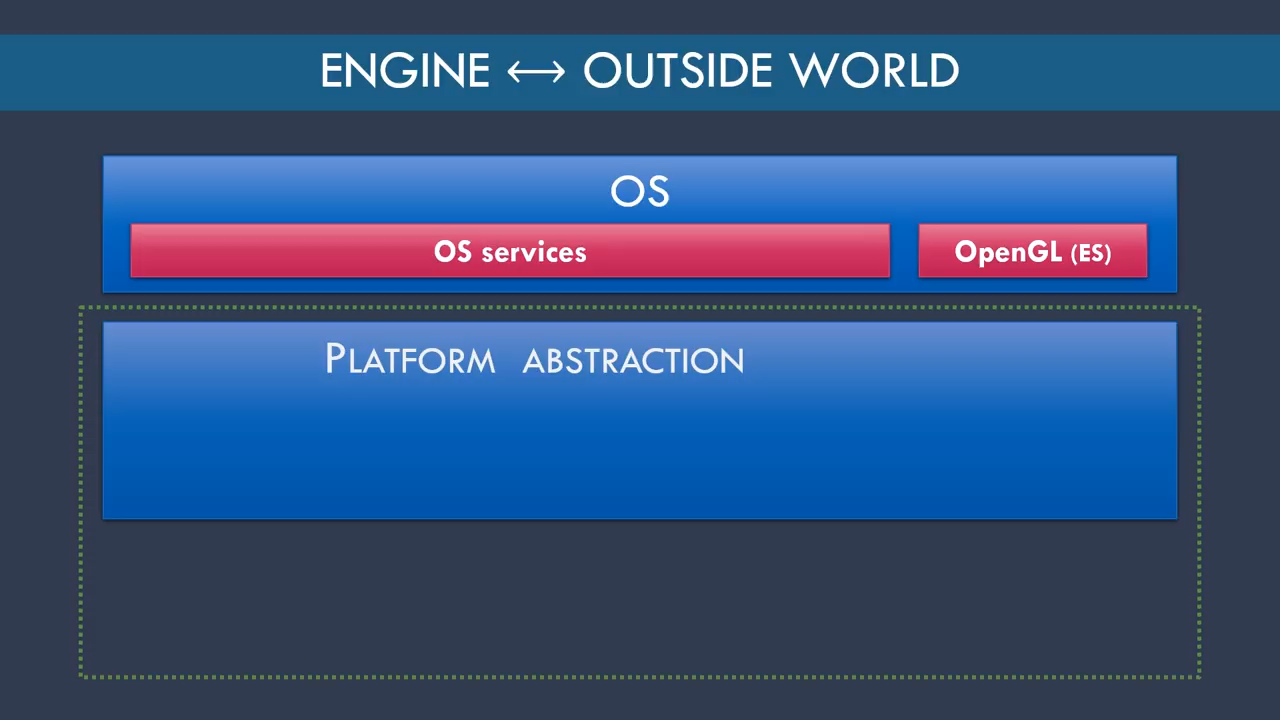 ENGINE ↔ OUTSIDE WORLD
OS
OS services
OpenGL (ES)
PLATFORM ABSTRACTION